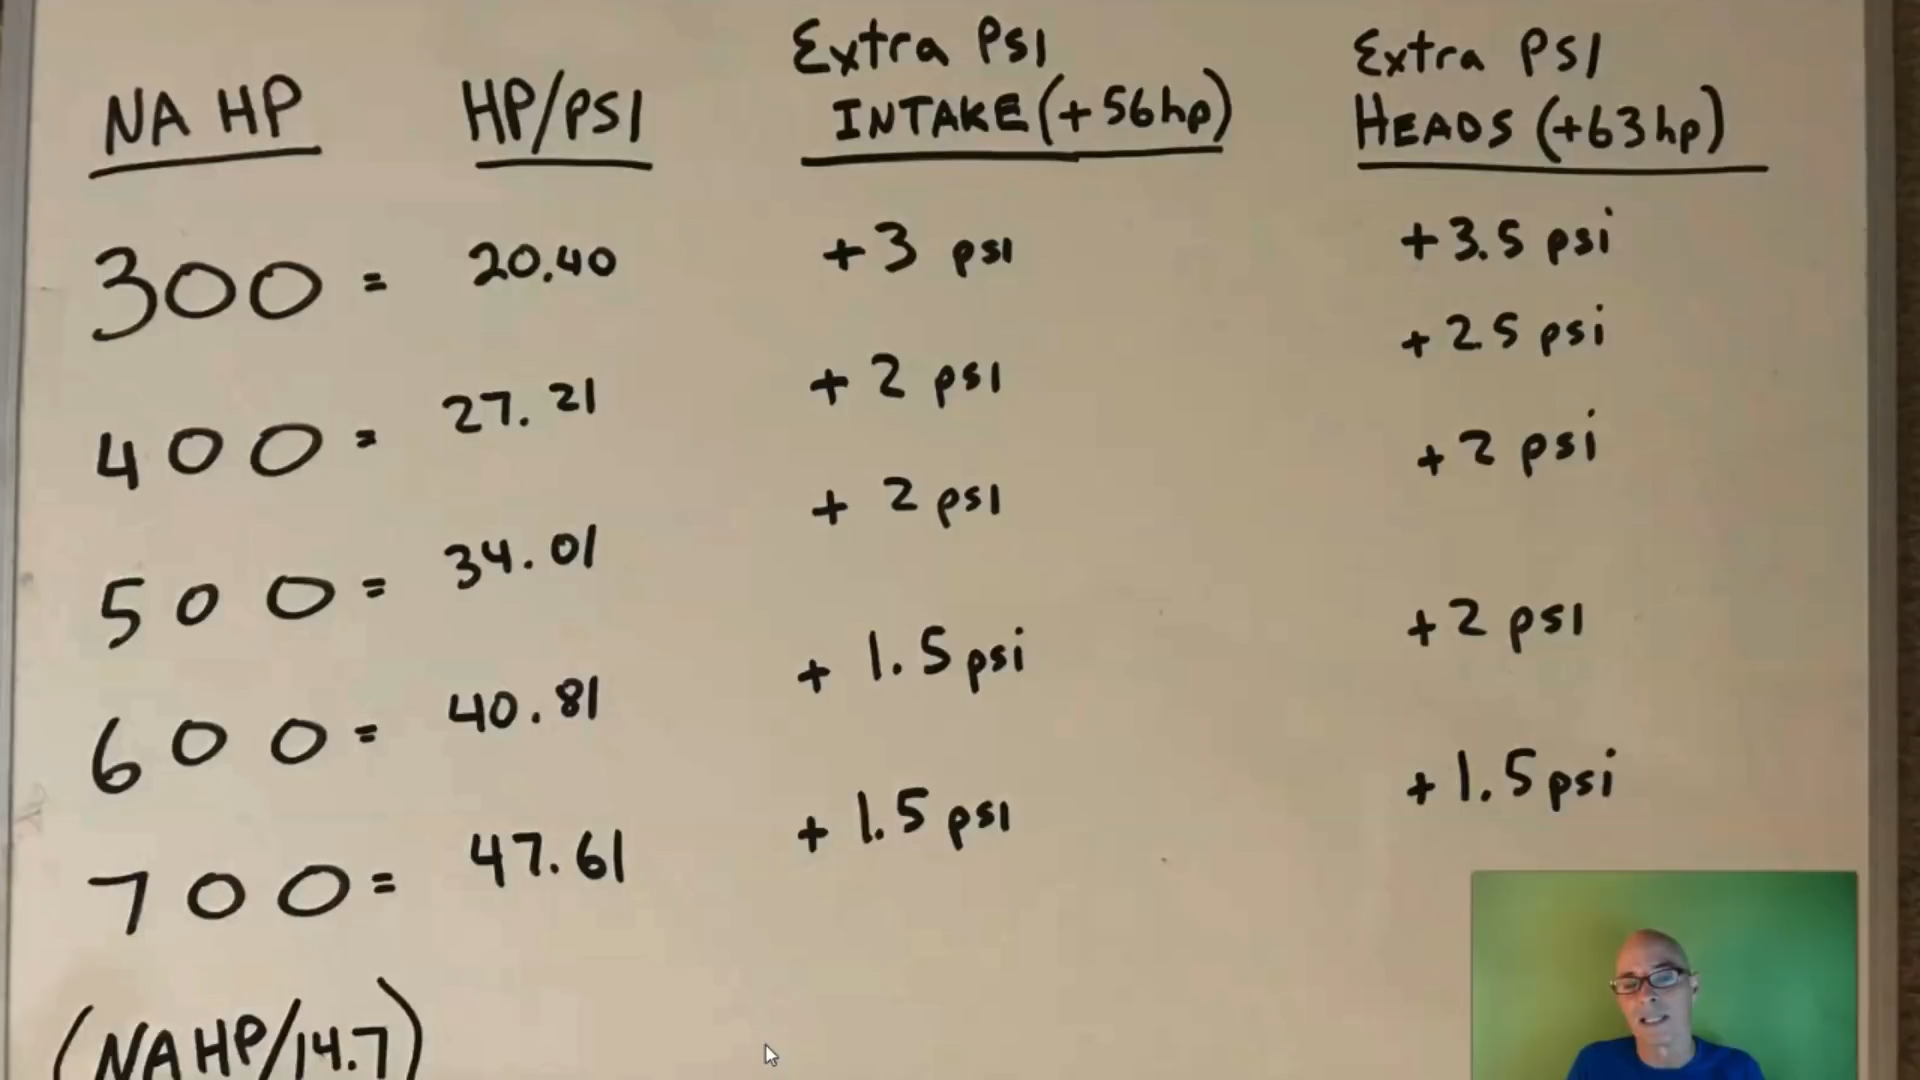 NA HP HP/PSI Extra PSI INTAKE (+56hp) Extra PSI HEADS (+63hp)
300 = 20.40 +3 psi +3.5 psi
400 = 27.21 +2 psi +2.5 psi
500 = 34.01 +2 psi +2 psi
600 = 40.81 +1.5 psi +2 psi
700 = 47.61 +1.5 psi +1.5 psi
(NA HP/14.7)